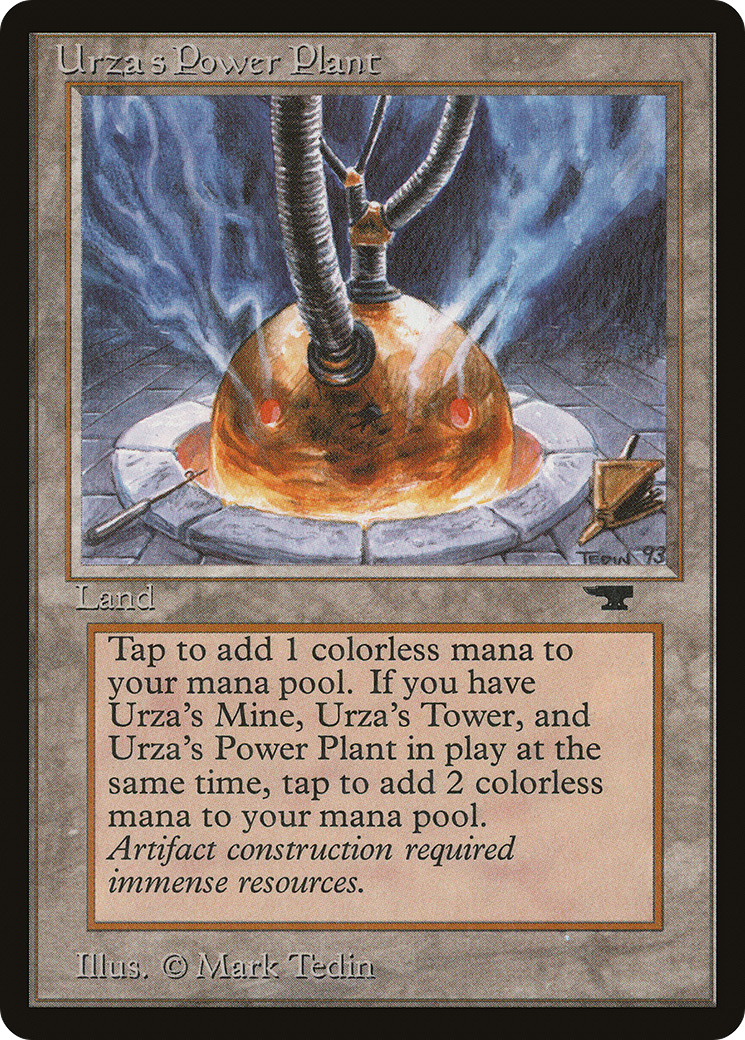 Urza's Power Plant
TEDIN '93
Land
Tap to add 1 colorless mana to
your mana pool. If you have
Urza's Mine, Urza's Tower, and
Urza's Power Plant in play at the
same time, tap to add 2 colorless
mana to your mana pool.
Artifact construction required
immense resources.
Illus. © Mark Tedin